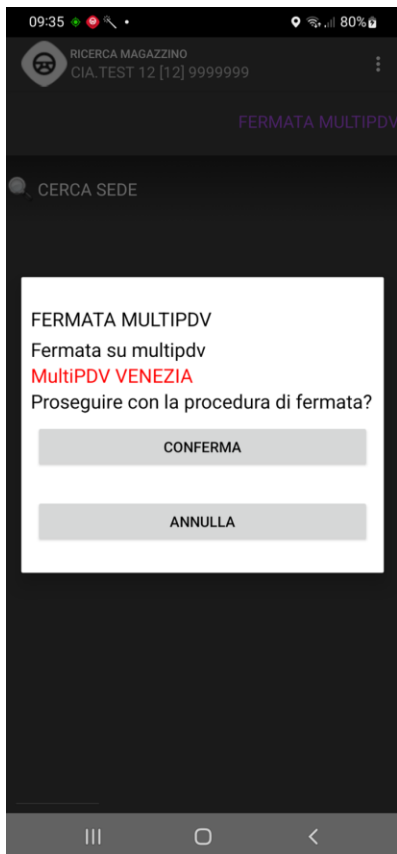 09:35
80%
RICERCA MAGAZZINO
CIA.TEST 12 [12] 9999999
FERMATA MULTIPDV
CERCA SEDE
FERMATA MULTIPDV
Fermata su multipdv
MultiPDV VENEZIA
Proseguire con la procedura di fermata?
CONFERMA
ANNULLA